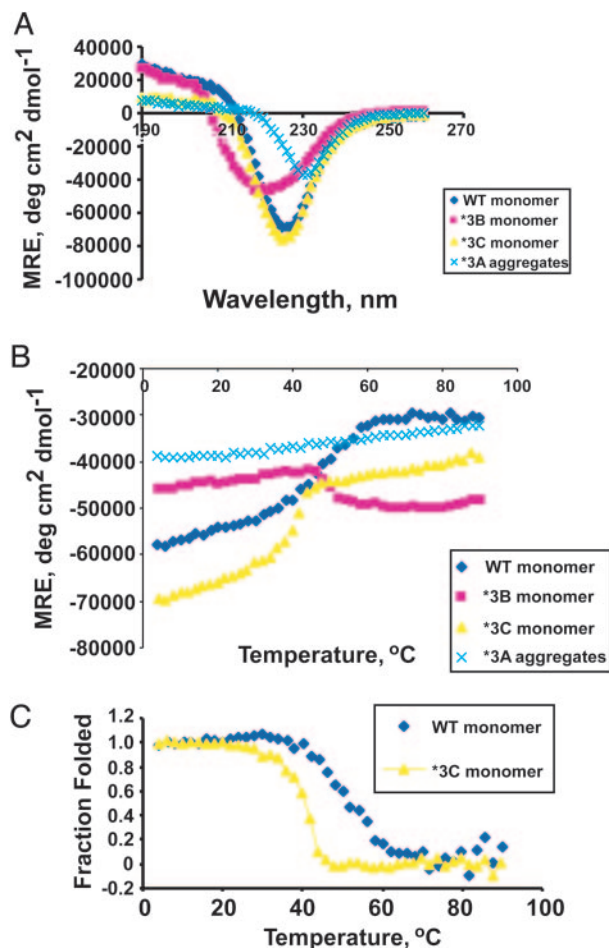 A
40000
20000
0
-20000
-40000
-60000
-80000
-100000
MRE, deg cm2 dmol-1
190 210 230 250 270
WT monomer
*3B monomer
*3C monomer
*3A aggregates
Wavelength, nm
B
-20000
-30000
-40000
-50000
-60000
-70000
-80000
MRE, deg cm2 dmol-1
0 20 40 60 80 100
WT monomer
*3B monomer
*3C monomer
*3A aggregates
Temperature, oC
C
1.2
1.0
0.8
0.6
0.4
0.2
0
-0.2
Fraction Folded
WT monomer
*3C monomer
0 20 40 60 80 100
Temperature, oC